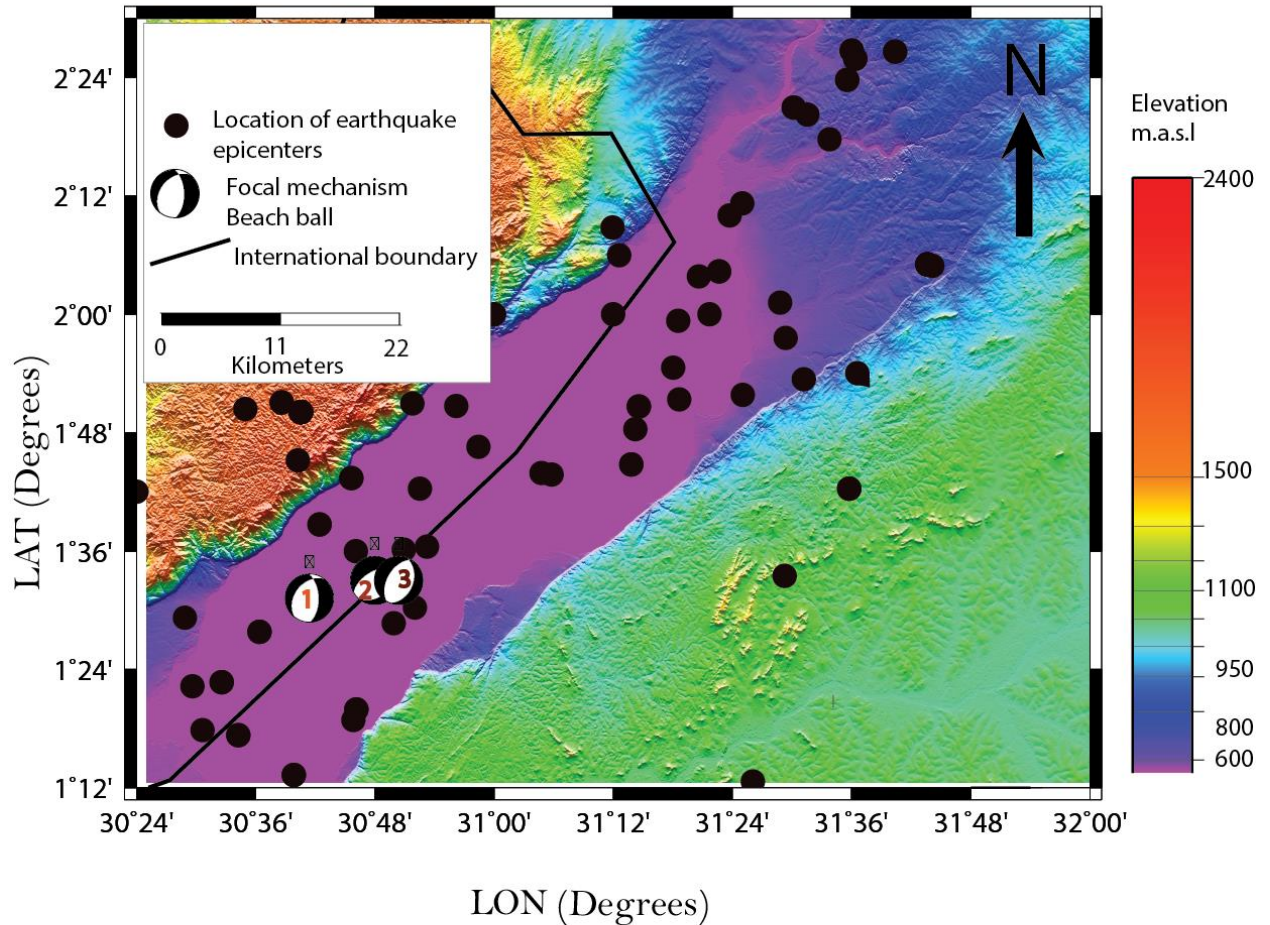 Location of earthquake
epicenters
Focal mechanism
Beach ball
International boundary
0 11 22
Kilometers
N
Elevation
m.a.s.l
2400
1500
1100
950
800
600
2°24'
2°12'
2°00'
1°48'
1°36'
1°24'
1°12'
LAT (Degrees)
1
2
3
30°24' 30°36' 30°48' 31°00' 31°12' 31°24' 31°36' 31°48' 32°00'
LON (Degrees)